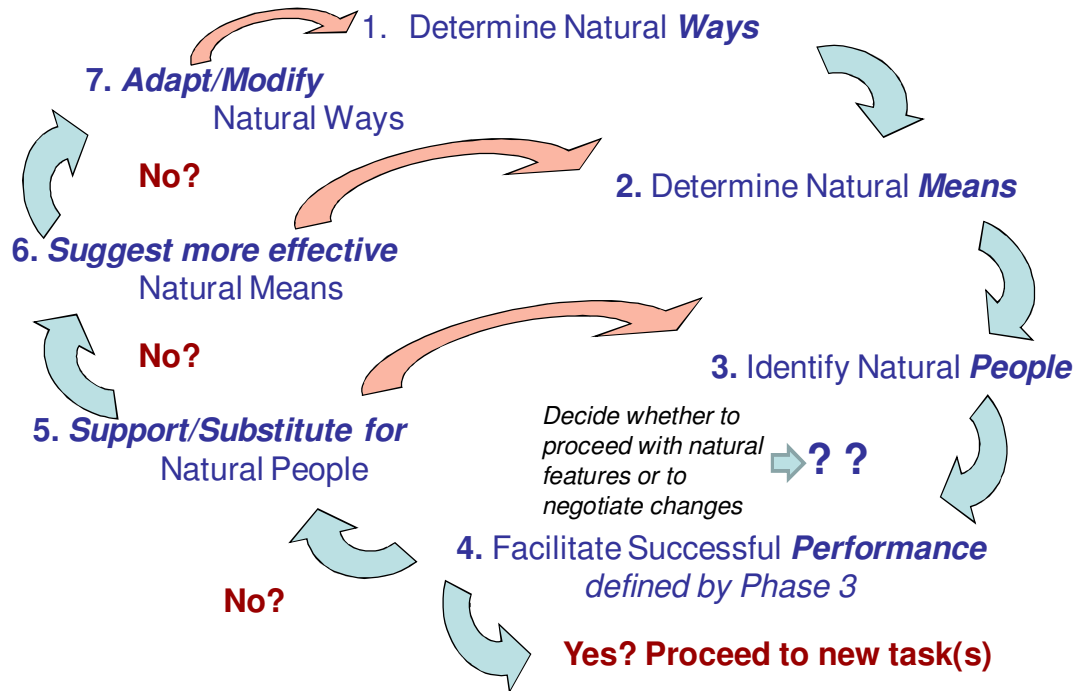 1. Determine Natural Ways
2. Determine Natural Means
3. Identify Natural People
Decide whether to
proceed with natural
features or to
negotiate changes
? ?
4. Facilitate Successful Performance
defined by Phase 3
Yes? Proceed to new task(s)
No?
5. Support/Substitute for
Natural People
No?
6. Suggest more effective
Natural Means
No?
7. Adapt/Modify
Natural Ways